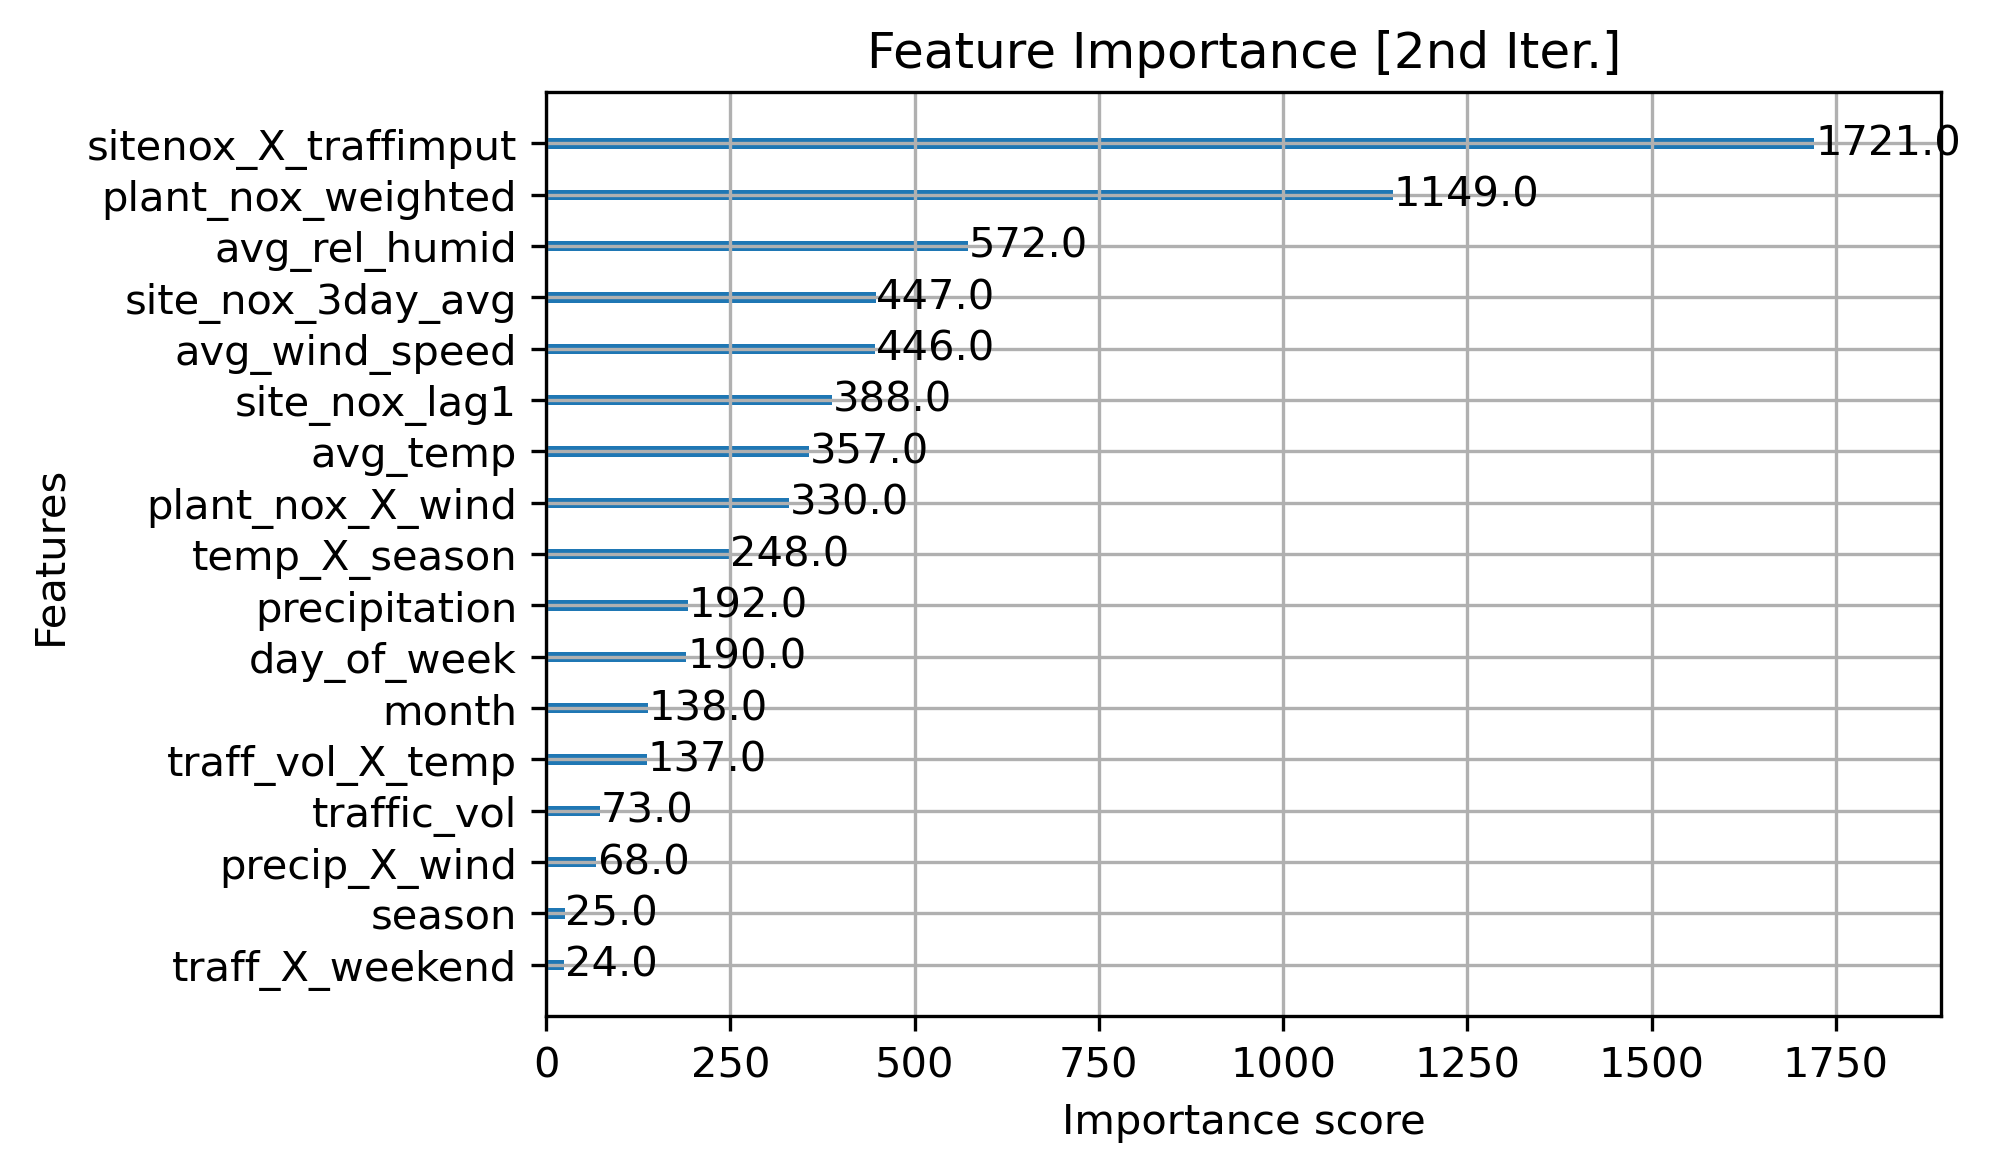 Feature Importance [2nd Iter.]
sitenox_X_traffimput 1721.0
plant_nox_weighted 1149.0
avg_rel_humid 572.0
site_nox_3day_avg 447.0
avg_wind_speed 446.0
site_nox_lag1 388.0
avg_temp 357.0
plant_nox_X_wind 330.0
temp_X_season 248.0
precipitation 192.0
day_of_week 190.0
month 138.0
traff_vol_X_temp 137.0
traffic_vol 73.0
precip_X_wind 68.0
season 25.0
traff_X_weekend 24.0
Features
0 250 500 750 1000 1250 1500 1750
Importance score